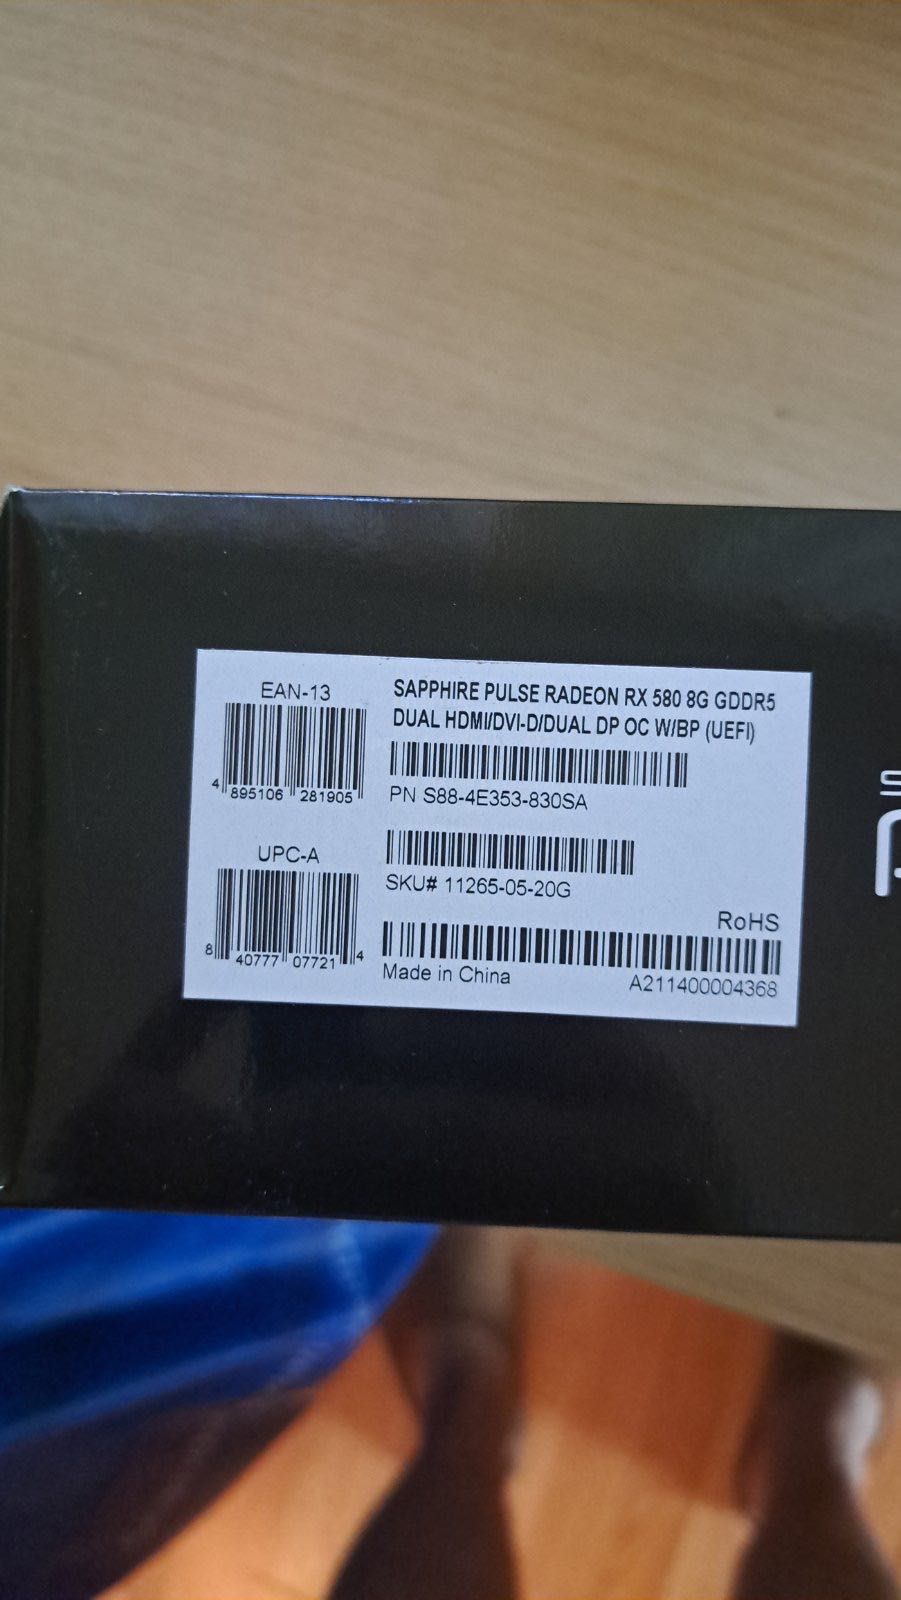 EAN-13
4 895106 281905
UPC-A
8 40777 07721 4
SAPPHIRE PULSE RADEON RX 580 8G GDDR5
DUAL HDMI/DVI-D/DUAL DP OC W/BP (UEFI)
PN S88-4E353-830SA
SKU# 11265-05-20G
RoHS
Made in China
A211400004368